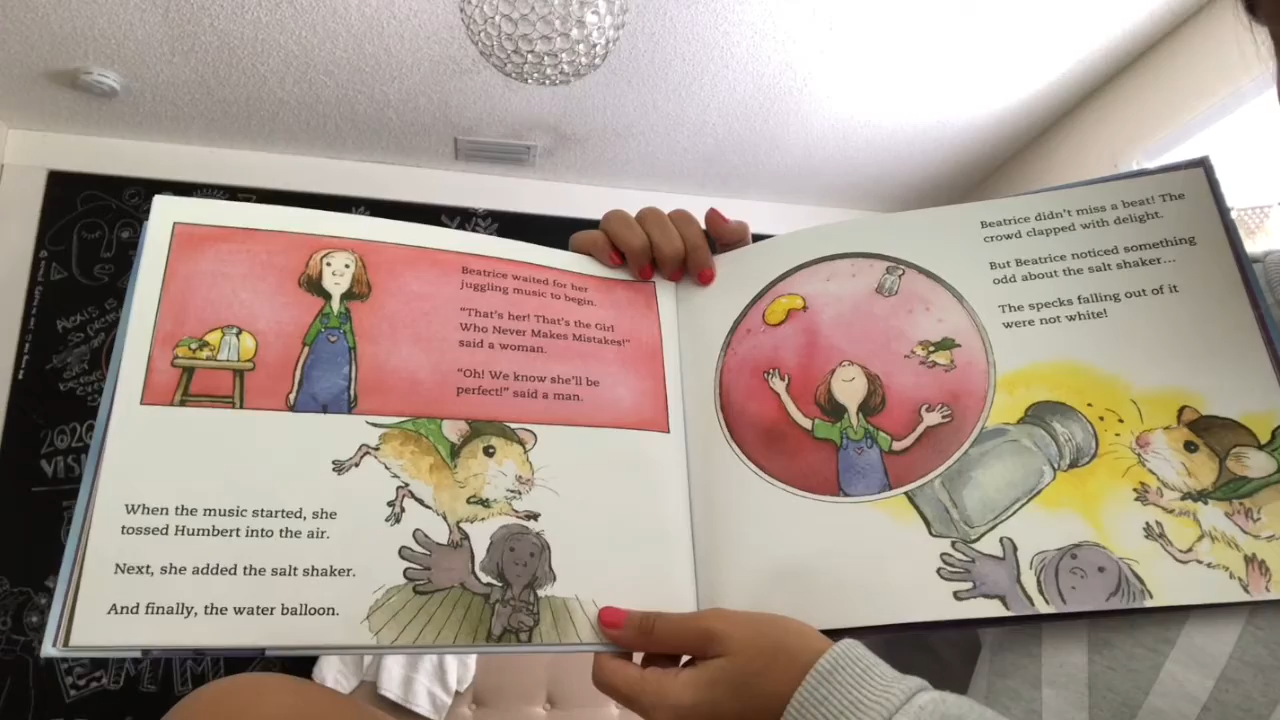 Beatrice waited for her
juggling music to begin.
"That's her! That's the Girl
Who Never Makes Mistakes!"
said a woman.
"Oh! We know she'll be
perfect!" said a man.
When the music started, she
tossed Humbert into the air.
Next, she added the salt shaker.
And finally, the water balloon.
Beatrice didn't miss a beat! The
crowd clapped with delight.
But Beatrice noticed something
odd about the salt shaker...
The specks falling out of it
were not white!
ALEXIS
so pretty
ever
2020
VISI